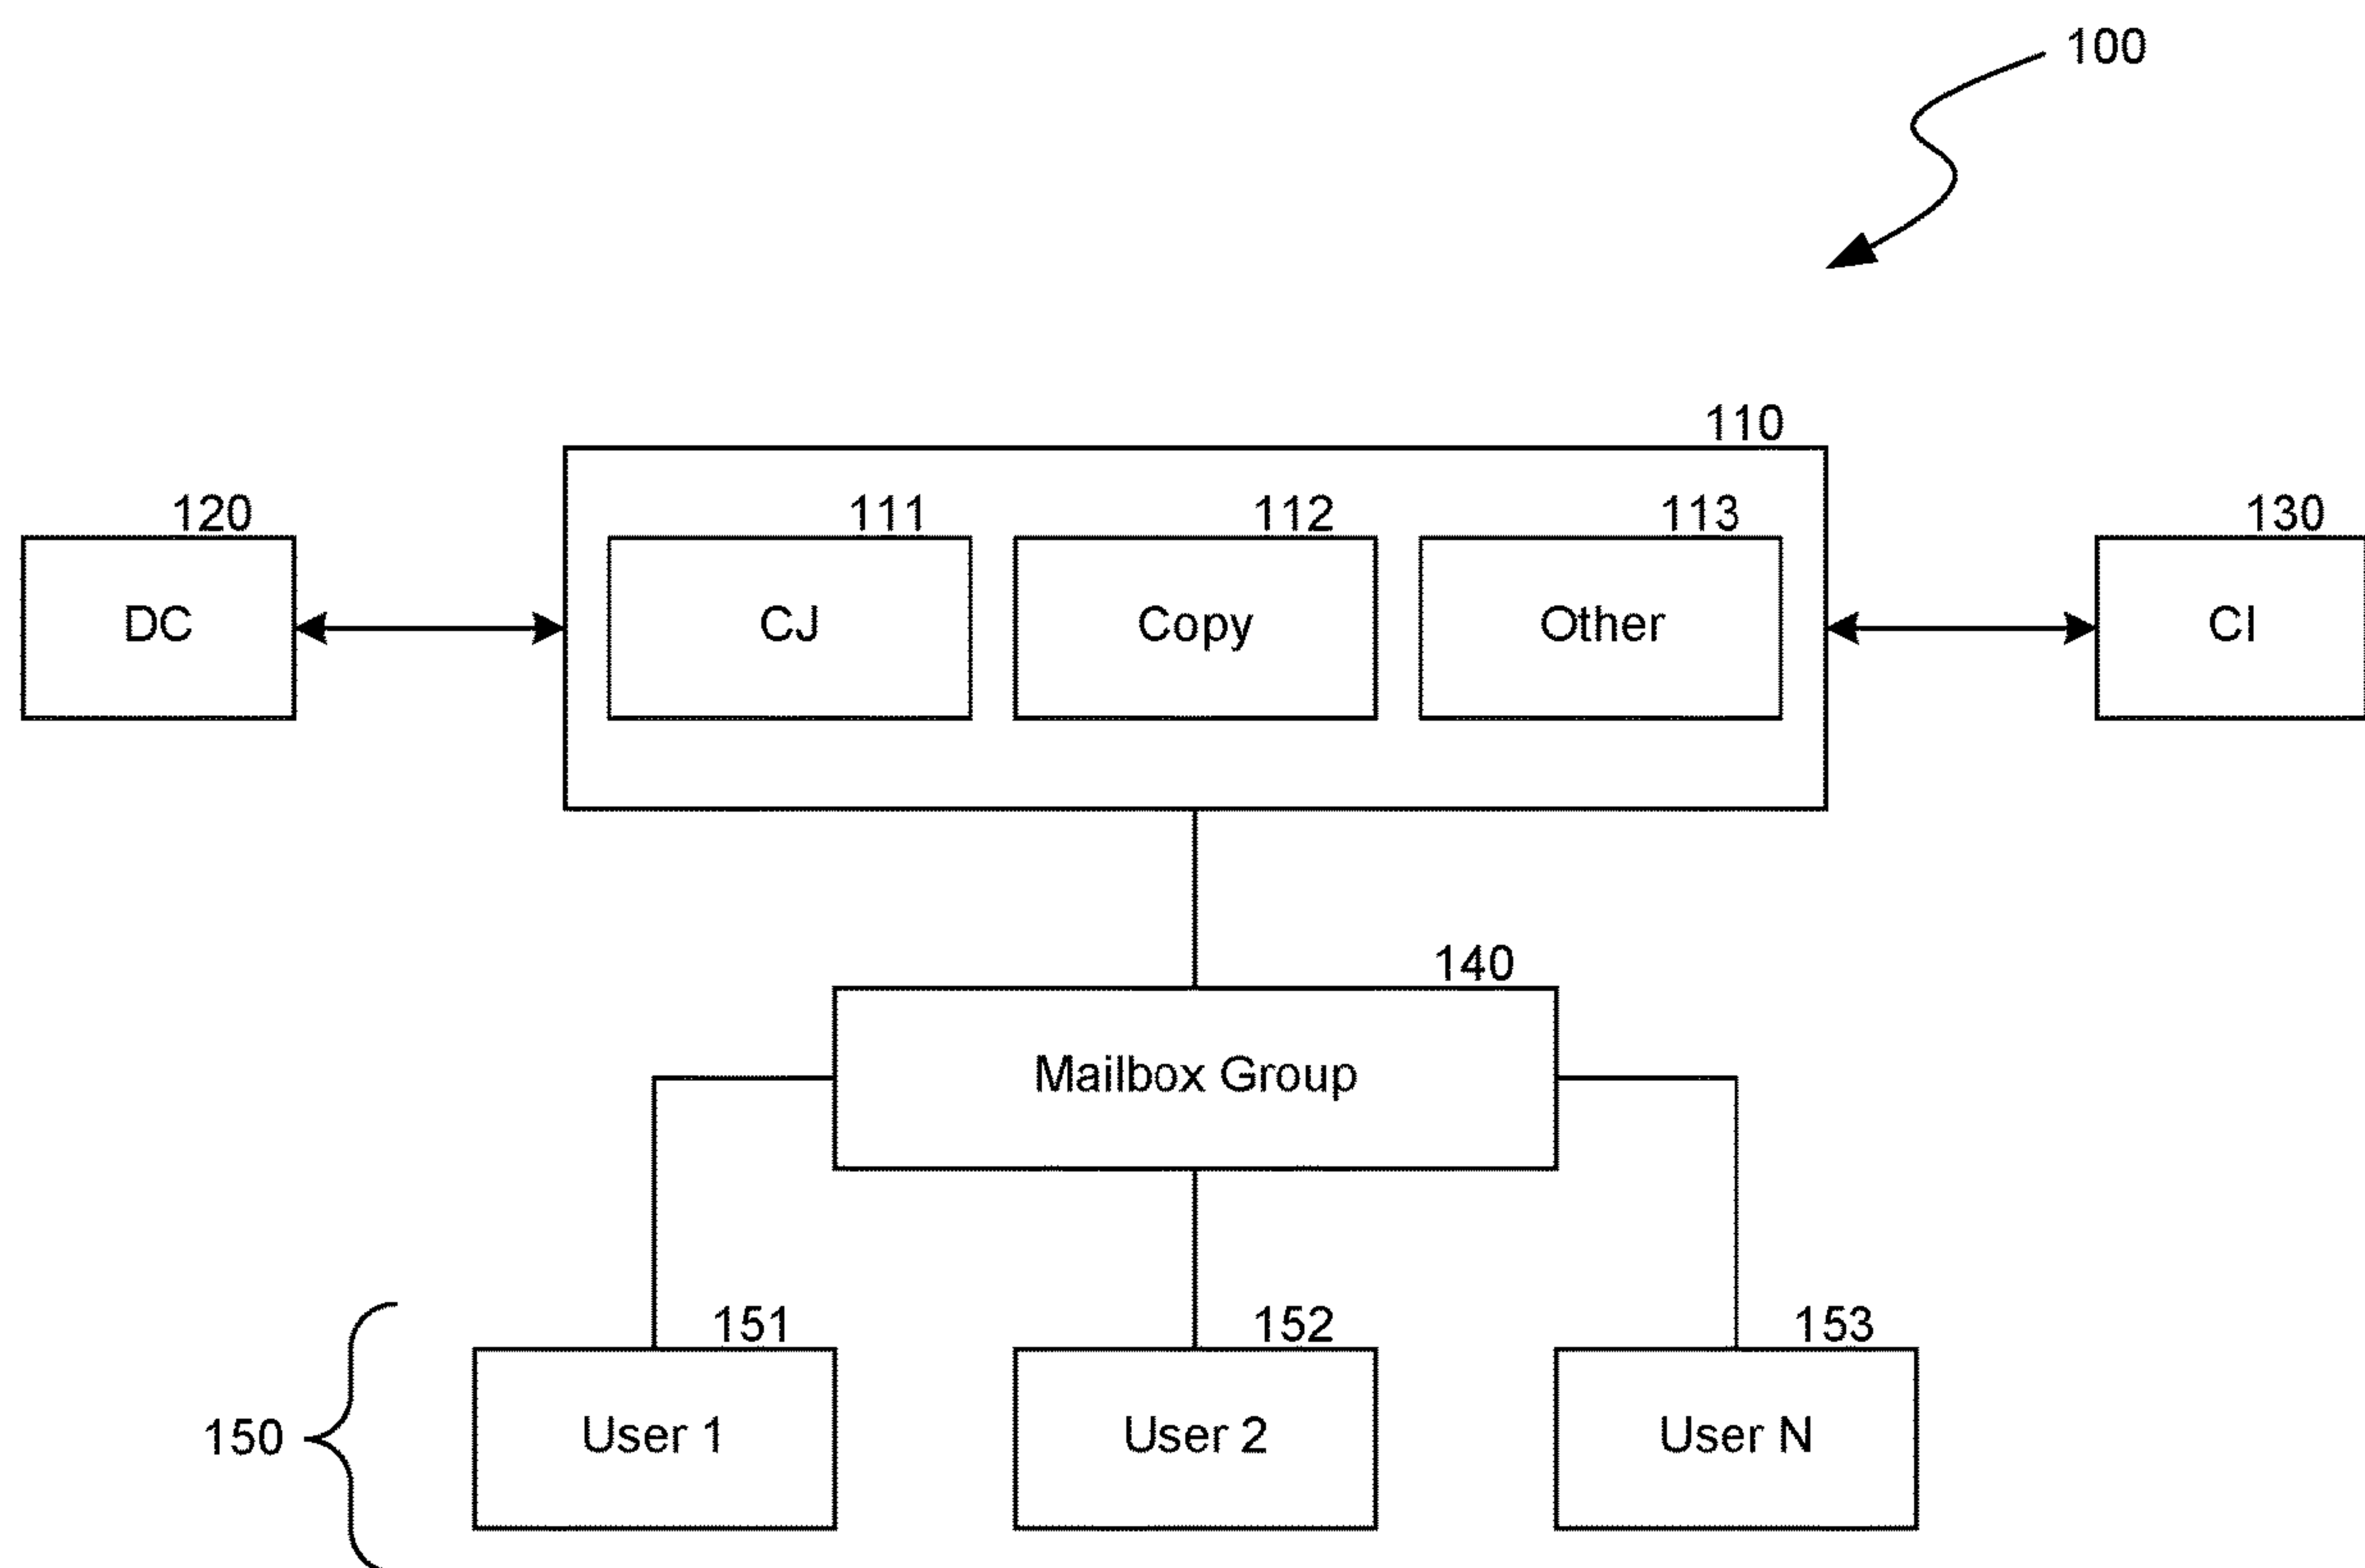 100
110
120
111
112
113
130
DC
CJ
Copy
Other
CI
140
Mailbox Group
151
152
153
150
User 1
User 2
User N